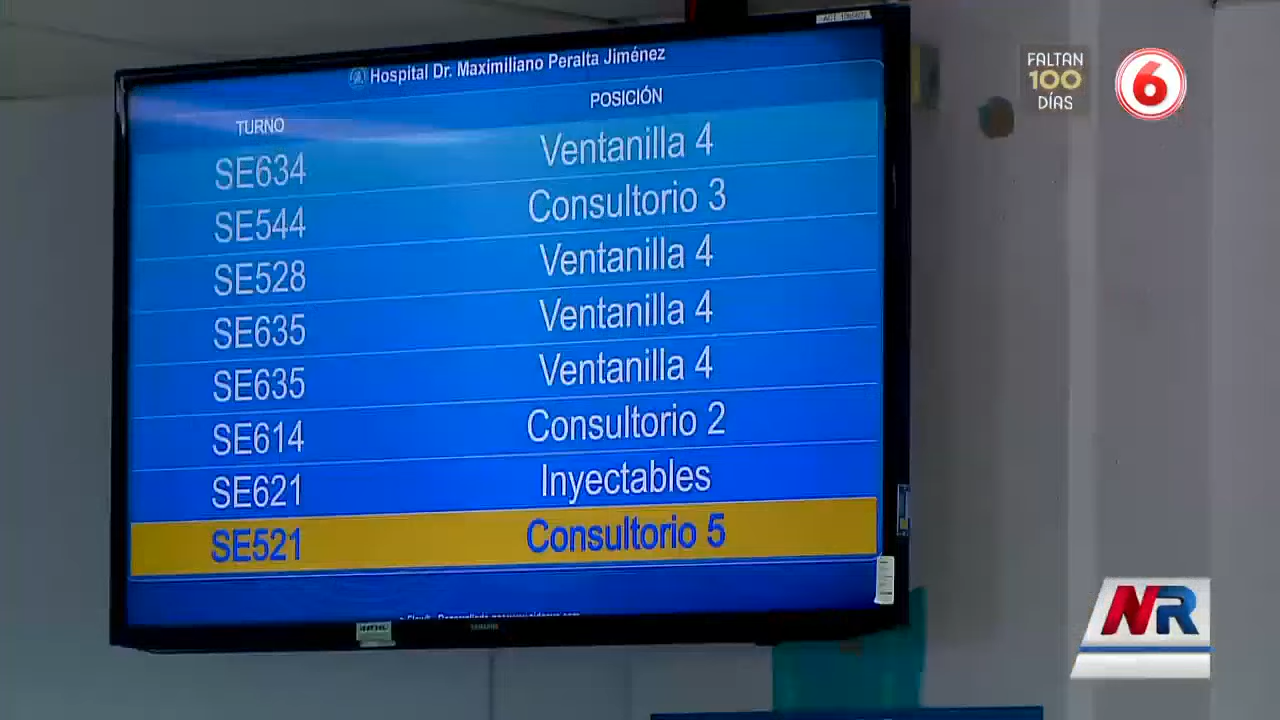 Hospital Dr. Maximiliano Peralta Jiménez
TURNO POSICIÓN
SE634 Ventanilla 4
SE544 Consultorio 3
SE528 Ventanilla 4
SE635 Ventanilla 4
SE635 Ventanilla 4
SE614 Consultorio 2
SE621 Inyectables
SE521 Consultorio 5
SAMSUNG
FALTAN
100
DÍAS
6
NR